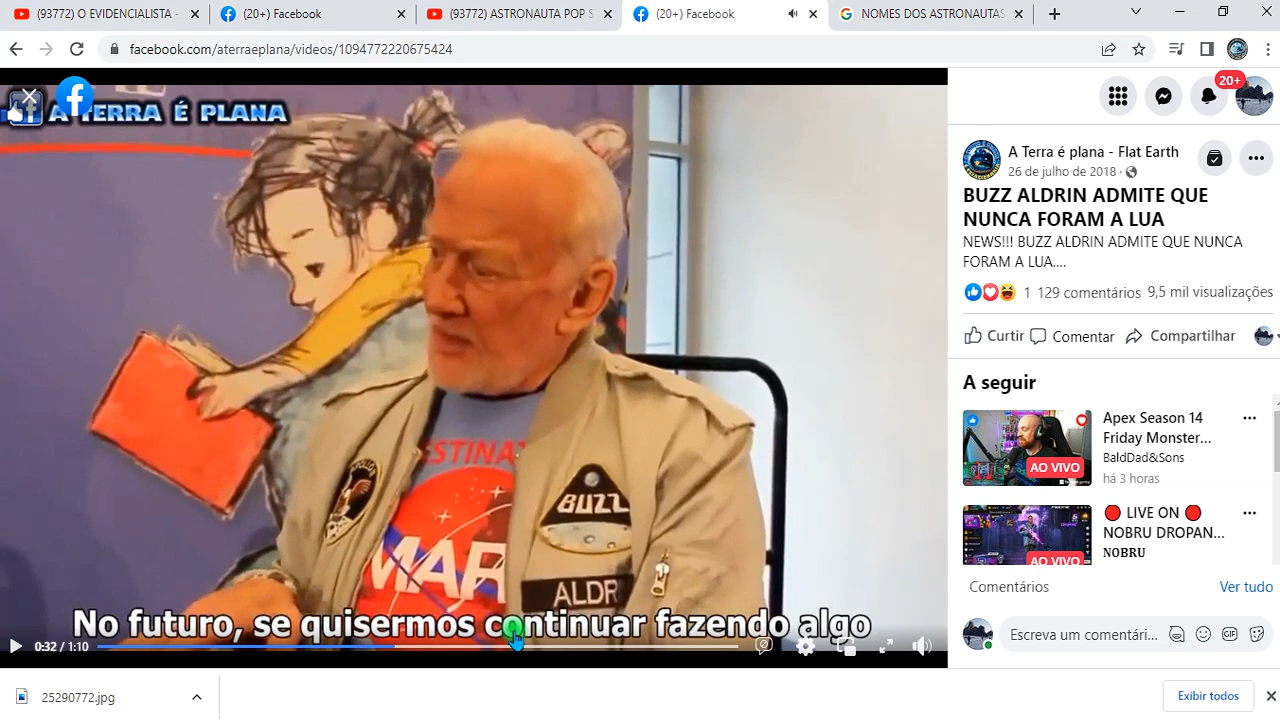 (93772) O EVIDENCIALISTA -
(20+) Facebook
(93772) ASTRONAUTA POP S
(20+) Facebook
NOMES DOS ASTRONAUTAS
facebook.com/aterraeplana/videos/1094772220675424
A TERRA É PLANA
20+
A Terra é plana - Flat Earth
26 de julho de 2018
BUZZ ALDRIN ADMITE QUE
NUNCA FORAM A LUA
NEWS!!! BUZZ ALDRIN ADMITE QUE NUNCA
FORAM A LUA....
1 129 comentários 9,5 mil visualizações
Curtir
Comentar
Compartilhar
A seguir
Apex Season 14
Friday Monster...
BaldDad&Sons
há 3 horas
AO VIVO
LIVE ON
NOBRU DROPAN...
NOBRU
AO VIVO
Comentários
Ver tudo
Escreva um comentári...
GIF
DESTINAT
MAR
BUZZ
ALDR
No futuro, se quisermos continuar fazendo algo
0:32 / 1:10
25290772.jpg
Exibir todos